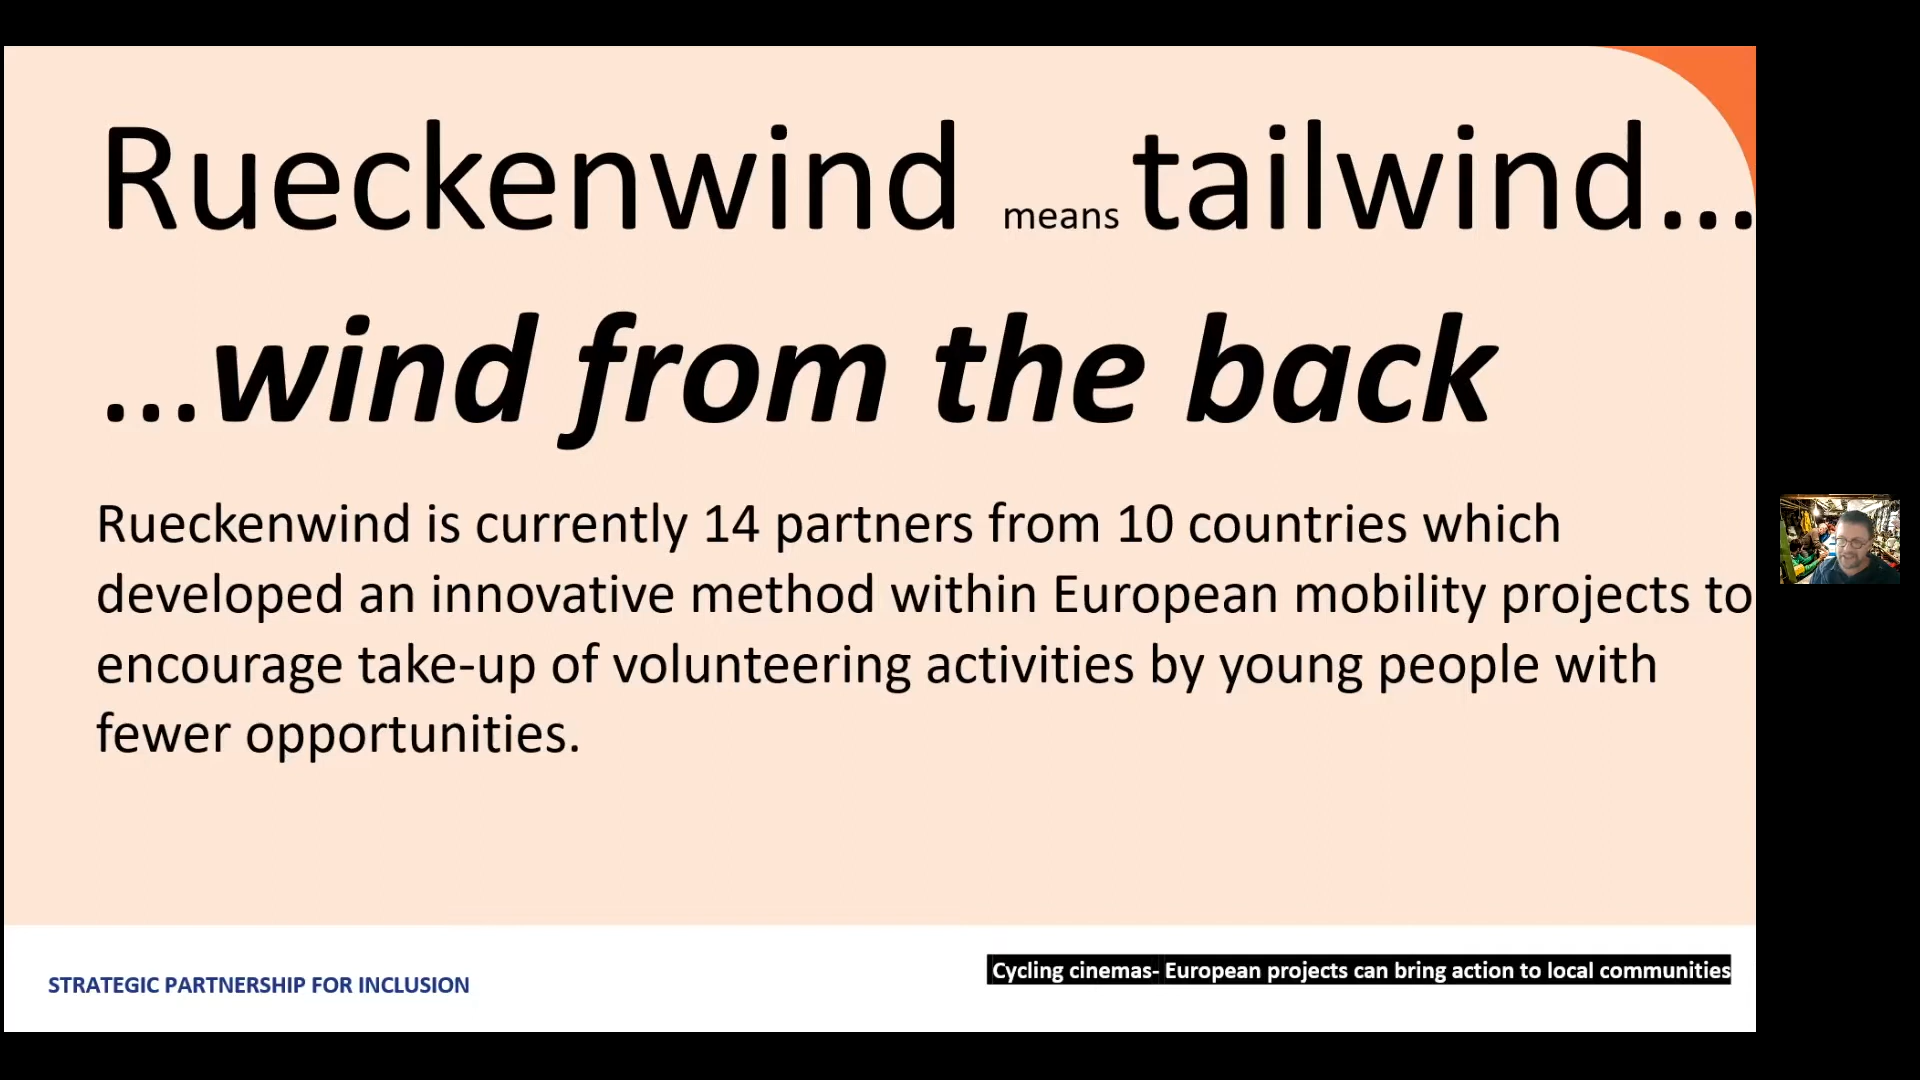 Rueckenwind means tailwind...
...wind from the back
Rueckenwind is currently 14 partners from 10 countries which
developed an innovative method within European mobility projects to
encourage take-up of volunteering activities by young people with
fewer opportunities.
STRATEGIC PARTNERSHIP FOR INCLUSION
Cycling cinemas- European projects can bring action to local communities